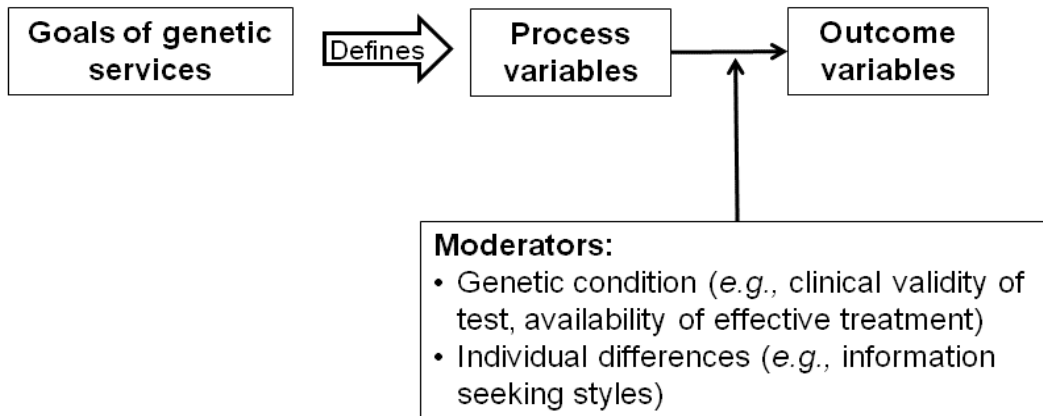 Goals of genetic
services
Defines
Process
variables
Outcome
variables
Moderators:
• Genetic condition (e.g., clinical validity of
test, availability of effective treatment)
• Individual differences (e.g., information
seeking styles)